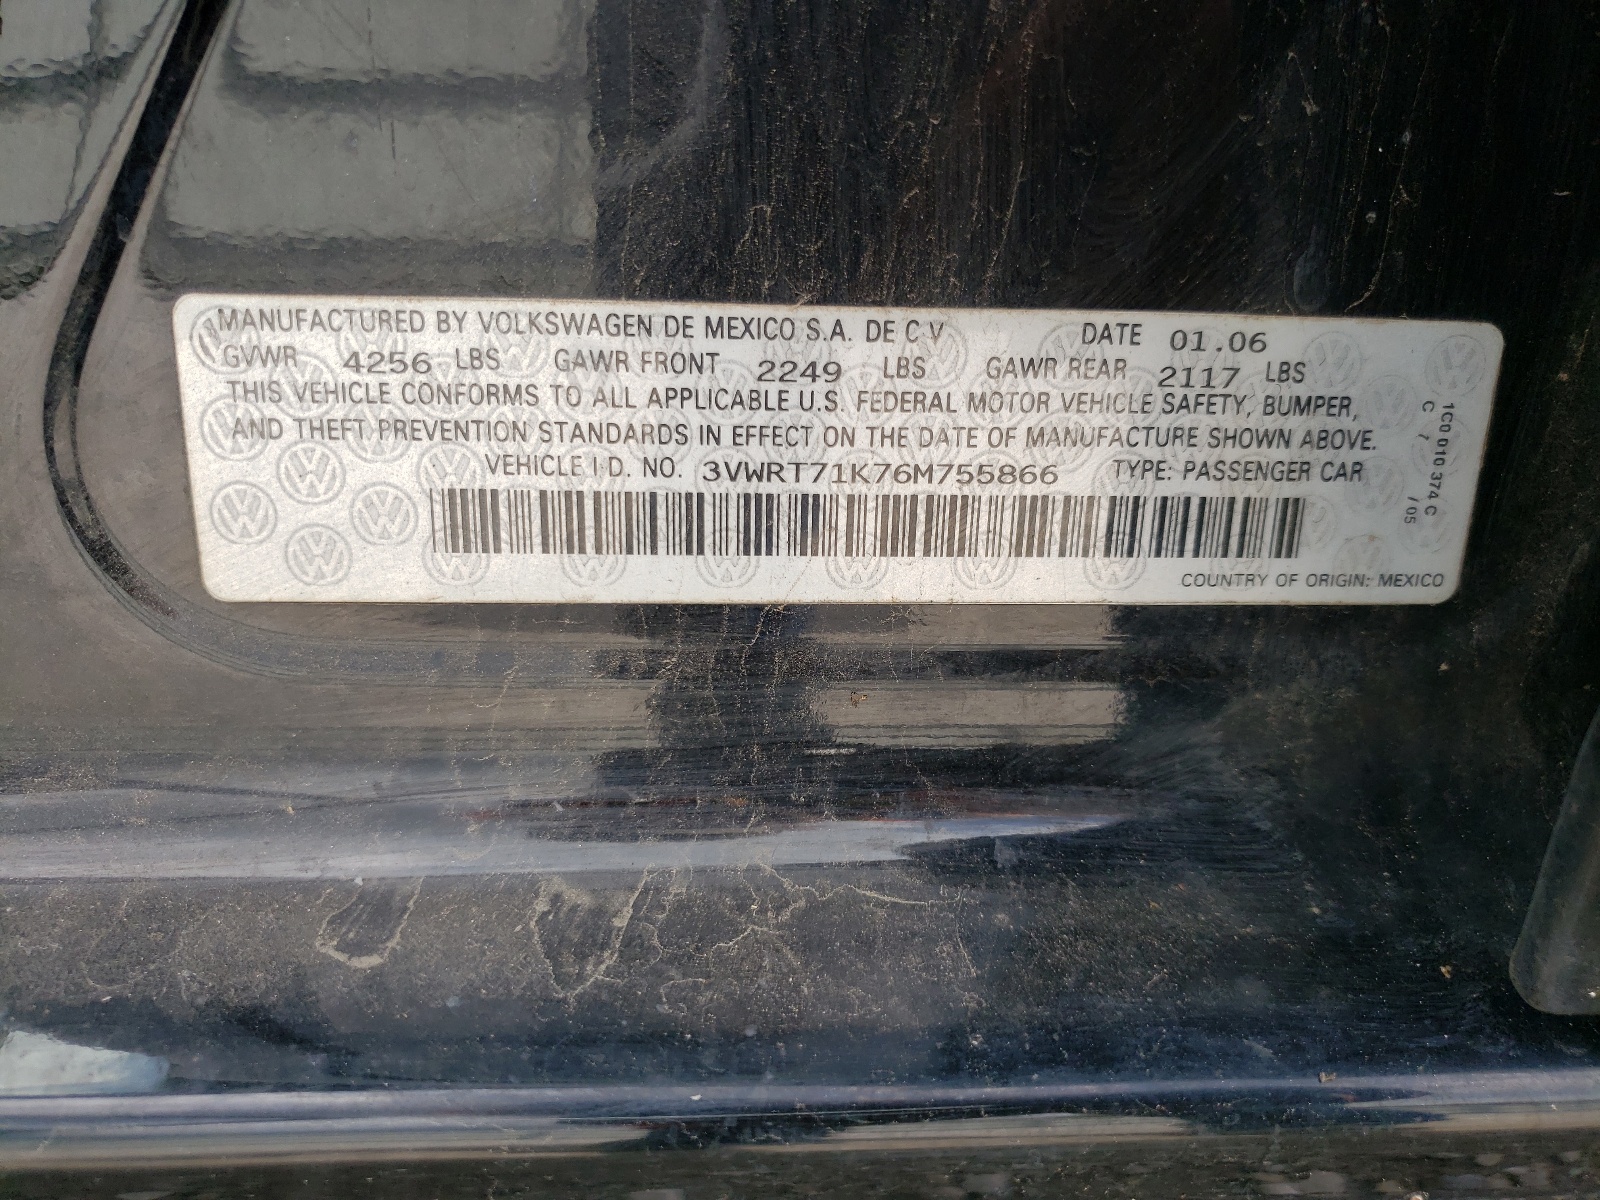 MANUFACTURED BY VOLKSWAGEN DE MEXICO S.A. DE C V DATE 01.06
GVWR 4256 LBS GAWR FRONT 2249 LBS GAWR REAR 2117 LBS
THIS VEHICLE CONFORMS TO ALL APPLICABLE U.S. FEDERAL MOTOR VEHICLE SAFETY, BUMPER,
AND THEFT PREVENTION STANDARDS IN EFFECT ON THE DATE OF MANUFACTURE SHOWN ABOVE.
VEHICLE I.D. NO. 3VWRT71K76M755866 TYPE: PASSENGER CAR
COUNTRY OF ORIGIN: MEXICO
1C0 010 374 C
C 7 / 05